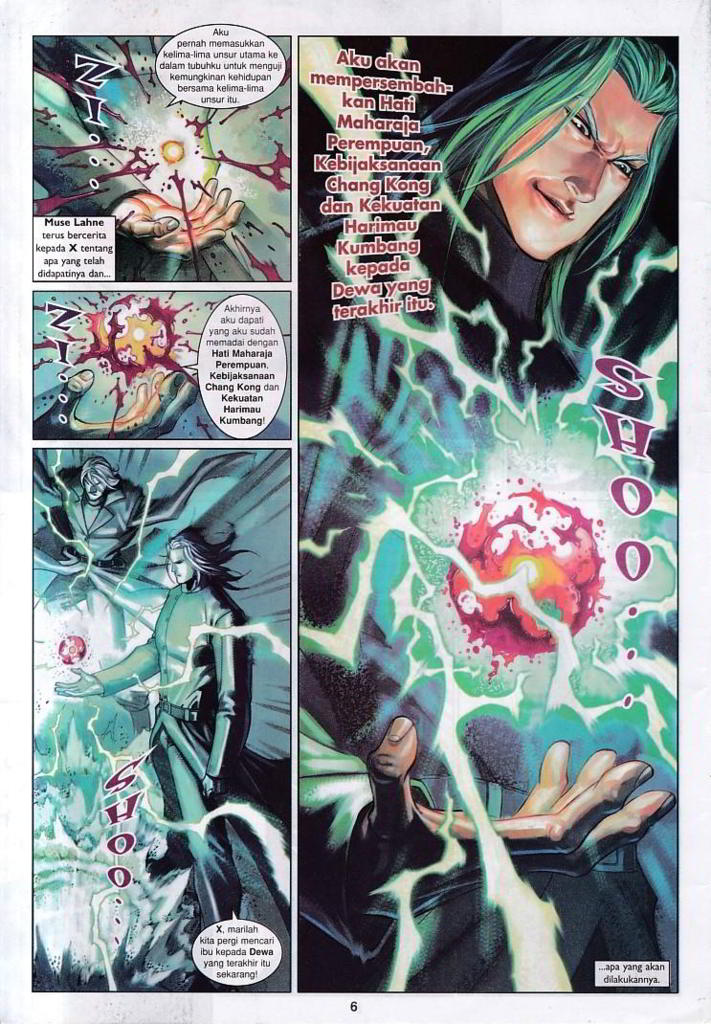 Aku
pernah memasukkan
kelima-lima unsur utama ke
dalam tubuhku untuk menguji
kemungkinan kehidupan
bersama kelima-lima
unsur itu.
ZI...
Muse Lahne
terus bercerita
kepada X tentang
apa yang telah
didapatinya dan...
ZI...
Akhirnya
aku dapati
yang aku sudah
memadai dengan
Hati Maharaja
Perempuan,
Kebijaksanaan
Chang Kong dan
Kekuatan
Harimau
Kumbang!
SHOO...
X, marilah
kita pergi mencari
ibu kepada Dewa
yang terakhir itu
sekarang!
Aku akan
mempersembah-
kan Hati
Maharaja
Perempuan,
Kebijaksanaan
Chang Kong
dan Kekuatan
Harimau
Kumbang
kepada
Dewa yang
terakhir itu.
SHOO...
...apa yang akan
dilakukannya.
6